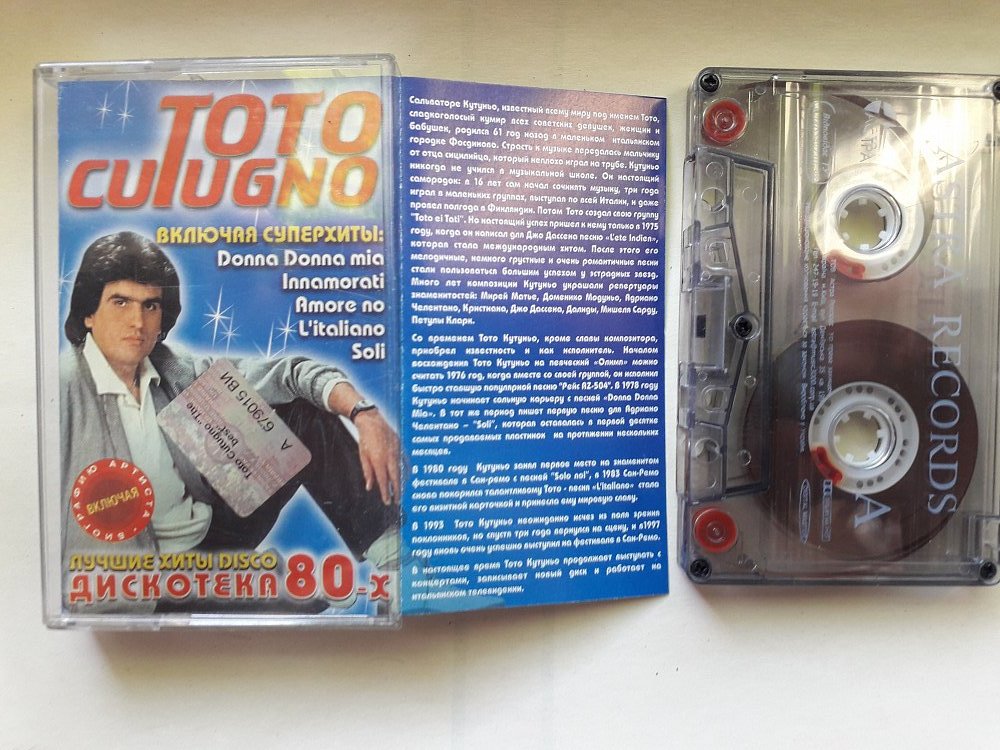 TOTO
CUTUGNO
ВКЛЮЧАЯ СУПЕРХИТЫ:
Donna Donna mia
Innamorati
Amore no
L'italiano
Soli
А 679015 ВИ
Toto Cutugno "The
best"
БИОГРАФИЮ АРТИСТА
ВКЛЮЧАЯ
ЛУЧШИЕ ХИТЫ DISCO
ДИСКОТЕКА 80-х
Сальваторе Кутуньо, известный всему миру под именем Тото,
сладкоголосый кумир всех советских девушек, женщин и
бабушек, родился 61 год назад в маленьком итальянском
городке Фосдиново. Страсть к музыке передалась мальчику
от отца сицилийца, который неплохо играл на трубе. Кутуньо
никогда не учился в музыкальной школе. Он настоящий
самородок: в 16 лет сам начал сочинять музыку, три года
играл в маленьких группах, выступал по всей Италии, и даже
провел полгода в Финляндии. Потом Тото создал свою группу
"Toto ei Tati". Но настоящий успех пришел к нему только в 1975
году, когда он написал для Джо Дассена песню «L'ete Indien»,
которая стала международным хитом. После этого его
мелодичные, немного грустные и очень романтичные песни
стали пользоваться большим успехом у эстрадных звезд.
Много лет композиции Кутуньо украшали репертуары
знаменитостей: Мирей Матье, Доменико Модуньо, Адриано
Челентано, Кристиана, Джо Дассена, Далиды, Мишеля Сарду,
Петулы Кларк.
Со временем Тото Кутуньо, кроме славы композитора,
приобрел известность и как исполнитель. Началом
восхождения Тото Кутуньо на певческий «Олимп» можно
считать 1976 год, когда вместе со своей группой, он исполнил
быстро ставшую популярной песню "Рейс AZ-504". В 1978 году
Кутуньо начинает сольную карьеру с песней «Donna Donna
Mia». В тот же период пишет первую песню для Адриано
Челентано – "Soli", которая оставалась в первой десятке
самых продаваемых пластинок на протяжении нескольких
месяцев.
В 1980 году Кутуньо занял первое место на знаменитом
фестивале в Сан-Ремо с песней "Solo noi", в 1983 Сан-Ремо
снова покорился талантливому Тото - песня «L'italiano» стала
его визитной карточкой и принесла ему мировую славу.
В 1993 Тото Кутуньо неожиданно исчез из поля зрения
поклонников, но спустя три года вернулся на сцену, и в1997
году вновь очень успешно выступил на фестивале в Сан-Ремо.
В настоящее время Тото Кутуньо продолжает выступать с
концертами, записывает новый диск и работает на
итальянском телевидении.
ASTRA RECORDS
A